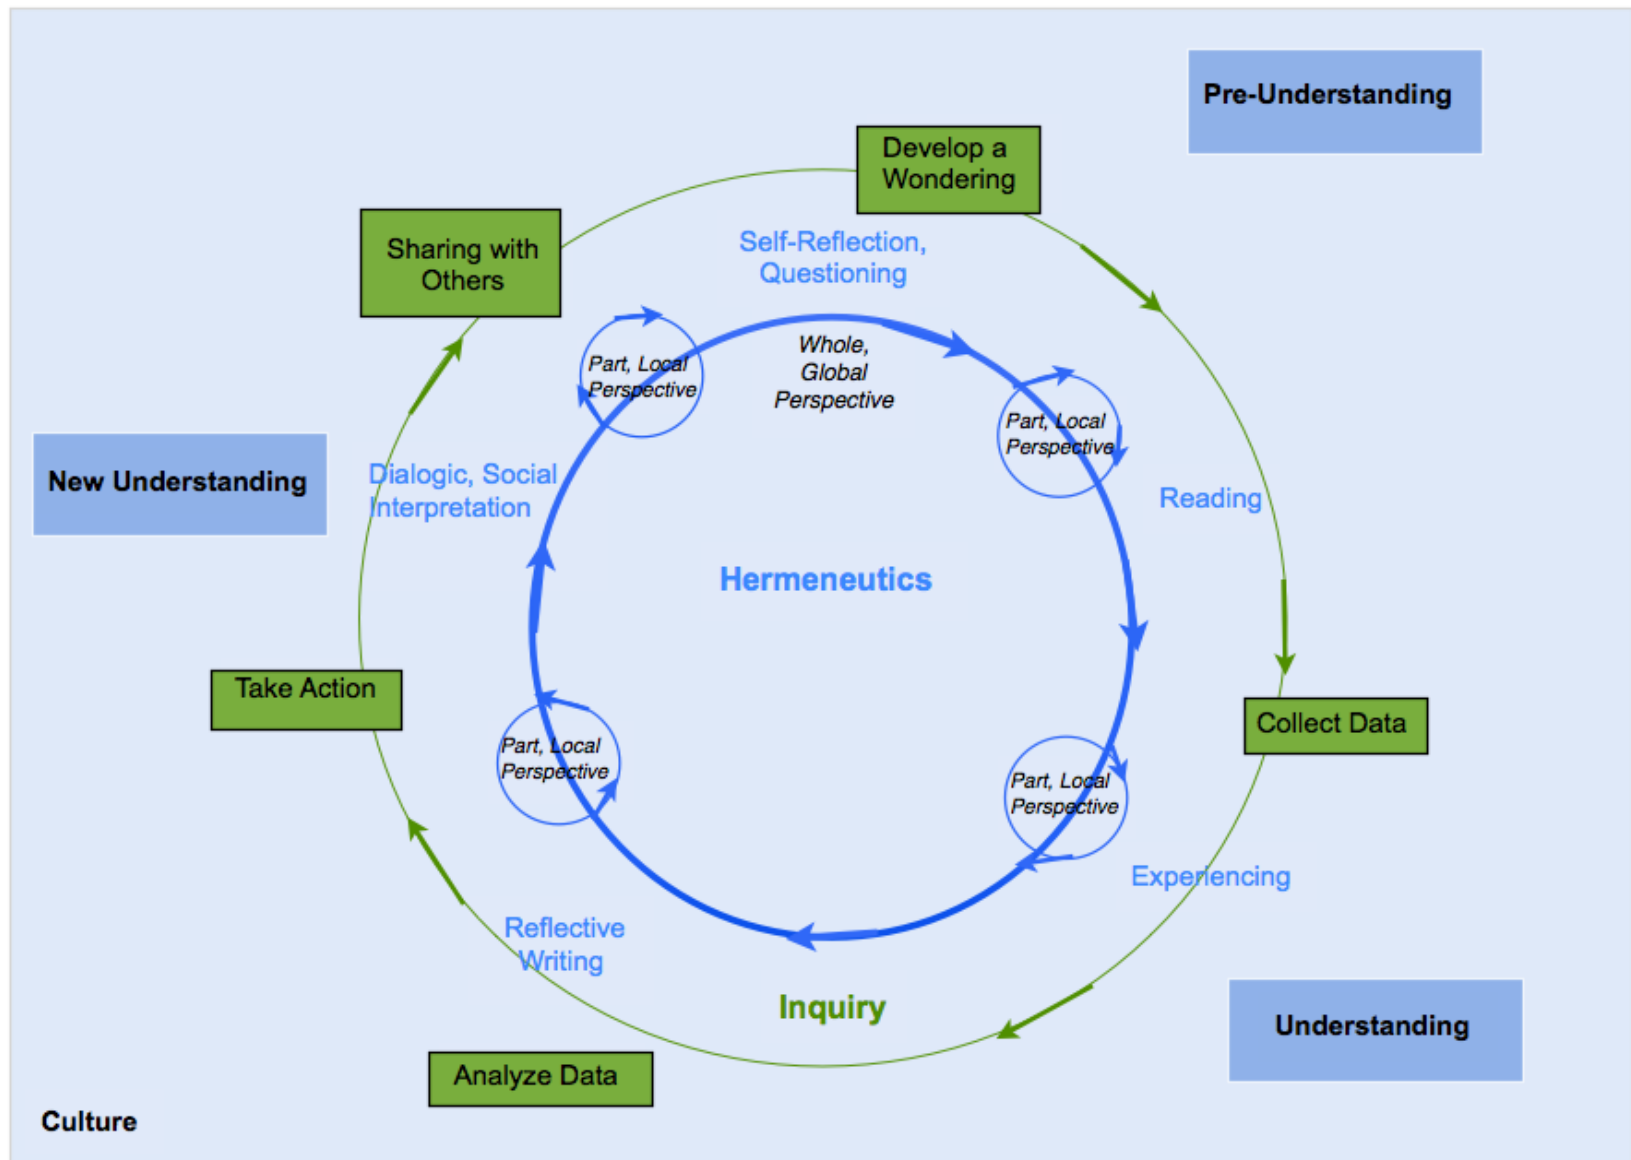 Pre-Understanding
Develop a
Wondering
Sharing with
Others
Self-Reflection,
Questioning
Whole,
Global
Perspective
Part, Local
Perspective
Part, Local
Perspective
New Understanding
Dialogic, Social
Interpretation
Reading
Hermeneutics
Take Action
Collect Data
Part, Local
Perspective
Part, Local
Perspective
Experiencing
Reflective
Writing
Inquiry
Understanding
Analyze Data
Culture